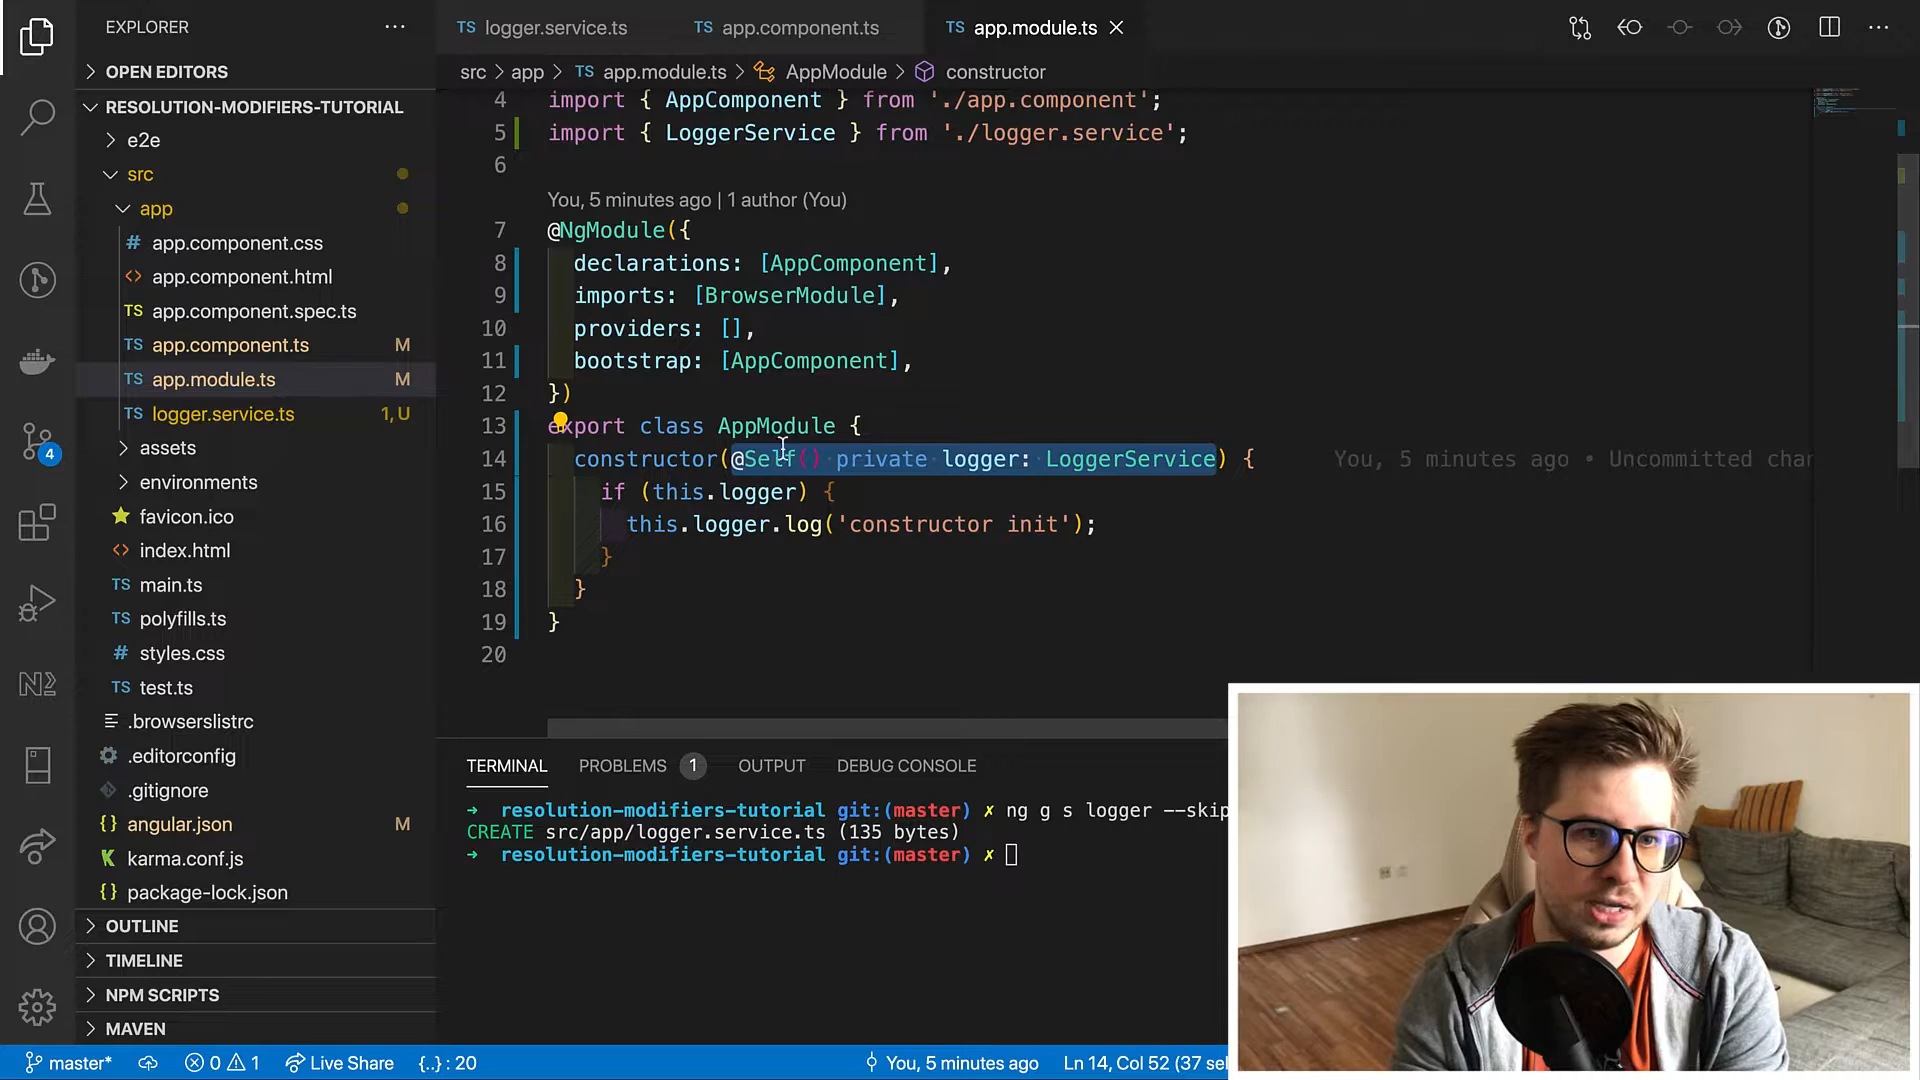 EXPLORER
OPEN EDITORS
RESOLUTION-MODIFIERS-TUTORIAL
e2e
src
app
# app.component.css
<> app.component.html
TS app.component.spec.ts
TS app.component.ts M
TS app.module.ts M
TS logger.service.ts 1, U
assets
environments
favicon.ico
<> index.html
TS main.ts
TS polyfills.ts
# styles.css
TS test.ts
.browserslistrc
.editorconfig
.gitignore
{} angular.json M
karma.conf.js
{} package-lock.json
OUTLINE
TIMELINE
NPM SCRIPTS
MAVEN
4
TS logger.service.ts
TS app.component.ts
TS app.module.ts
src > app > TS app.module.ts > AppModule > constructor
4 import { AppComponent } from './app.component';
5 import { LoggerService } from './logger.service';
6
You, 5 minutes ago | 1 author (You)
7 @NgModule({
8 declarations: [AppComponent],
9 imports: [BrowserModule],
10 providers: [],
11 bootstrap: [AppComponent],
12 })
13 export class AppModule {
14 constructor(@Self() private logger: LoggerService) { You, 5 minutes ago • Uncommitted char
15 if (this.logger) {
16 this.logger.log('constructor init');
17 }
18 }
19 }
20
TERMINAL PROBLEMS 1 OUTPUT DEBUG CONSOLE
➜ resolution-modifiers-tutorial git:(master) ✗ ng g s logger --skip
CREATE src/app/logger.service.ts (135 bytes)
➜ resolution-modifiers-tutorial git:(master) ✗
master* 0 1 Live Share {..} : 20 You, 5 minutes ago Ln 14, Col 52 (37 sel